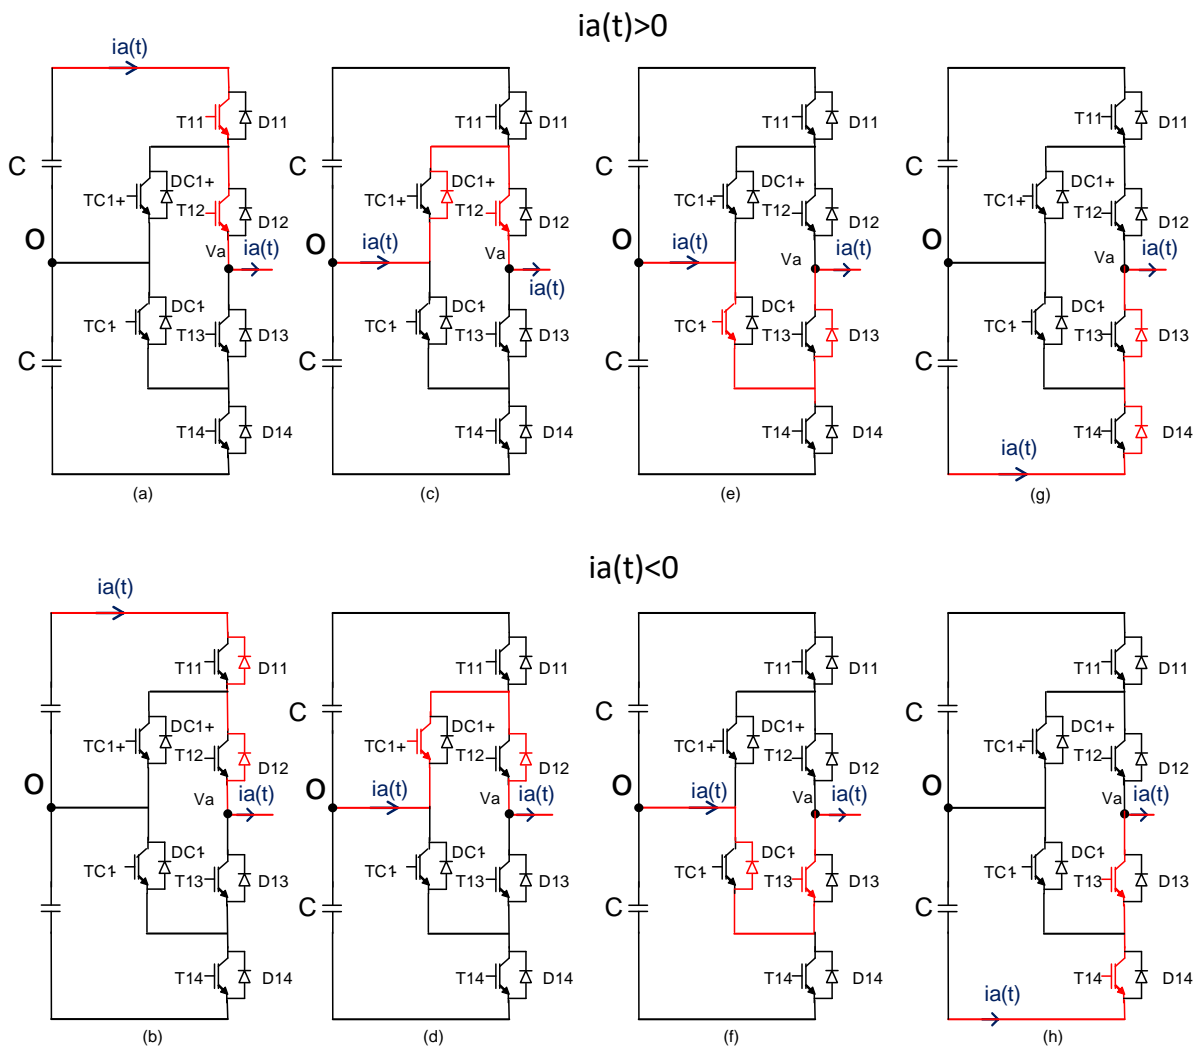 ia(t)>0
ia(t)
T11 D11
C
TC1+ DC1+ T12 D12
O Va ia(t)
TC1- DC1- T13 D13
C
T14 D14
(a)
T11 D11
C
TC1+ DC1+ T12 D12
O ia(t) Va ia(t)
TC1- DC1- T13 D13
C
T14 D14
(c)
T11 D11
C
TC1+ DC1+ T12 D12
O ia(t) Va ia(t)
TC1- DC1- T13 D13
C
T14 D14
(e)
T11 D11
C
TC1+ DC1+ T12 D12
O Va ia(t)
TC1- DC1- T13 D13
C
T14 D14
ia(t)
(g)
ia(t)<0
ia(t)
T11 D11
TC1+ DC1+ T12 D12
O Va ia(t)
TC1- DC1- T13 D13
T14 D14
(b)
T11 D11
C
TC1+ DC1+ T12 D12
O ia(t) Va ia(t)
TC1- DC1- T13 D13
C
T14 D14
(d)
T11 D11
C
TC1+ DC1+ T12 D12
O ia(t) Va ia(t)
TC1- DC1- T13 D13
C
T14 D14
(f)
T11 D11
C
TC1+ DC1+ T12 D12
O Va ia(t)
TC1- DC1- T13 D13
C
T14 D14
ia(t)
(h)